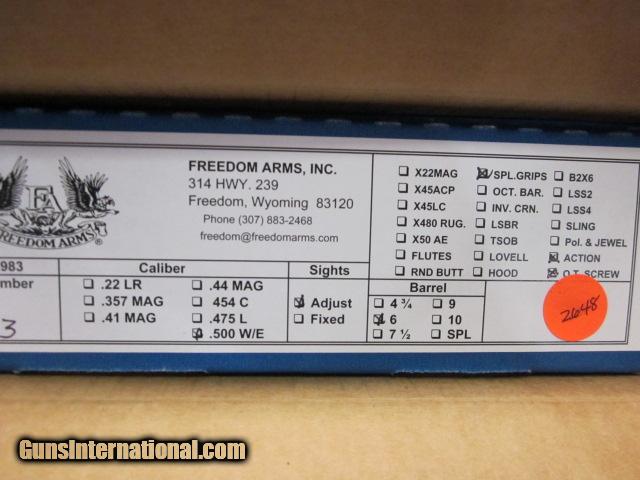 FA
FREEDOM ARMS
®
FREEDOM ARMS, INC.
314 HWY. 239
Freedom, Wyoming 83120
Phone (307) 883-2468
freedom@freedomarms.com
X22MAG
X45ACP
X45LC
X480 RUG.
X50 AE
FLUTES
RND BUTT
SPL.GRIPS
OCT. BAR.
INV. CRN.
LSBR
TSOB
LOVELL
HOOD
B2X6
LSS2
LSS4
SLING
Pol. & JEWEL
ACTION
O.T. SCREW
983
mber
3
Caliber
.22 LR
.357 MAG
.41 MAG
.44 MAG
454 C
.475 L
.500 W/E
Sights
Adjust
Fixed
Barrel
4 ¾
6
7 ½
9
10
SPL
2648
GunsInternational.com